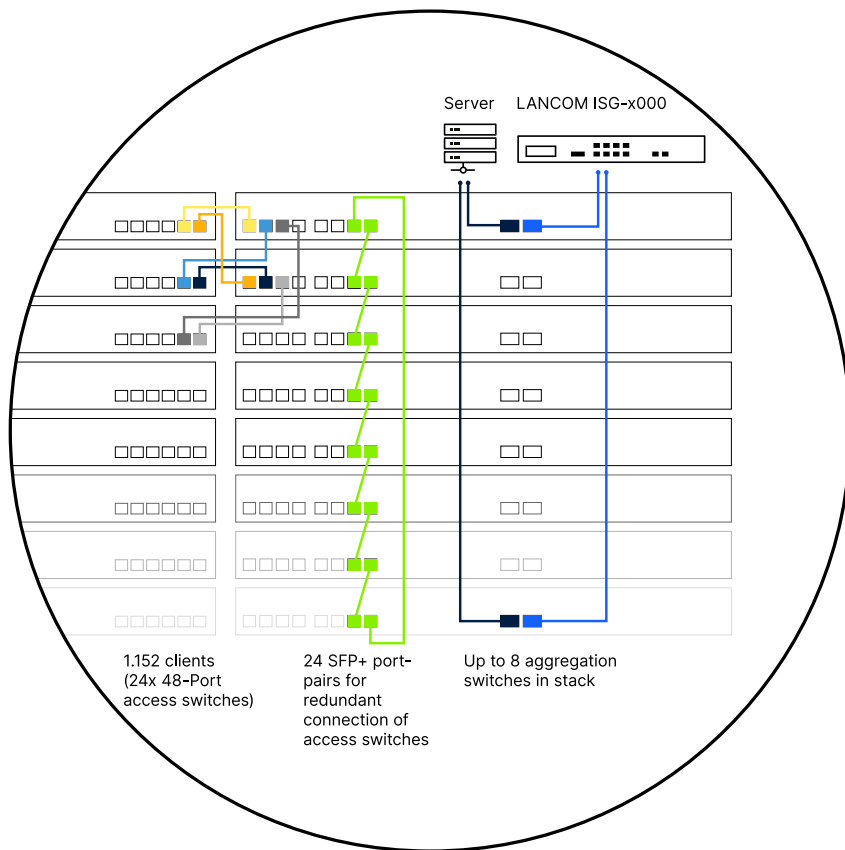 Server
LANCOM ISG-x000
1.152 clients
(24x 48-Port
access switches)
24 SFP+ port-
pairs for
redundant
connection of
access switches
Up to 8 aggregation
switches in stack